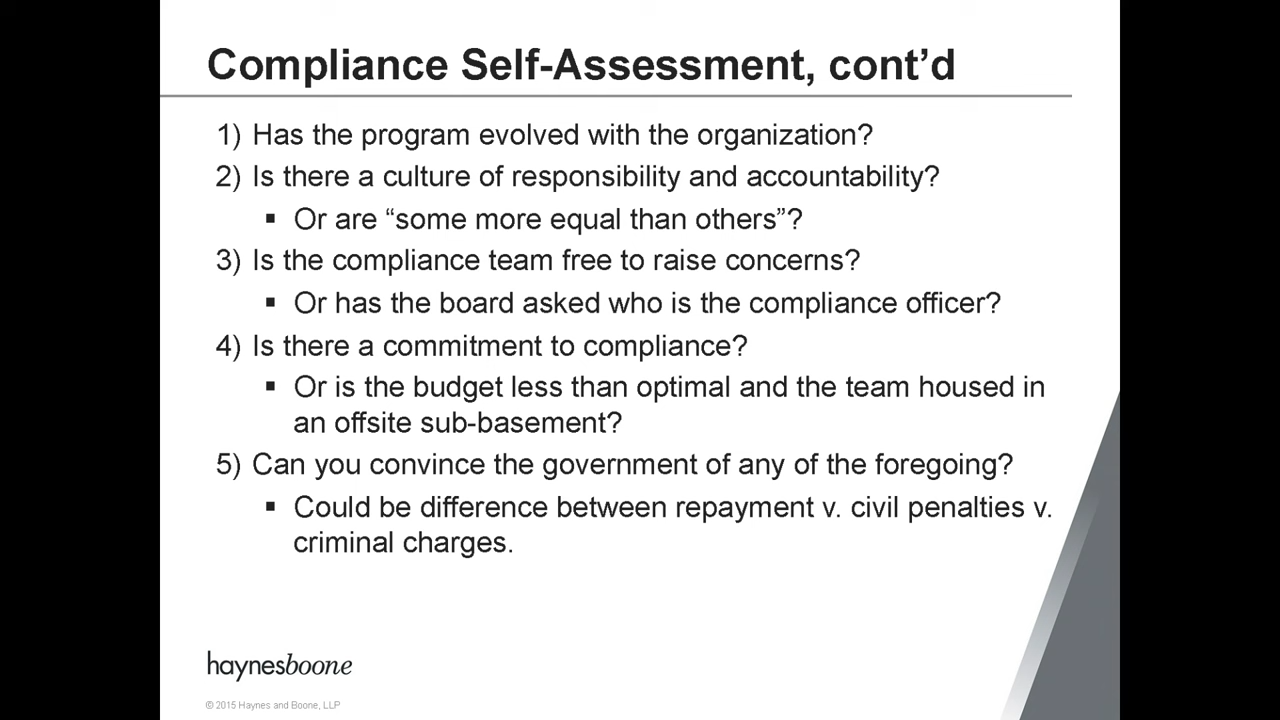 Compliance Self-Assessment, cont’d
1) Has the program evolved with the organization?
2) Is there a culture of responsibility and accountability?
▪ Or are “some more equal than others”?
3) Is the compliance team free to raise concerns?
▪ Or has the board asked who is the compliance officer?
4) Is there a commitment to compliance?
▪ Or is the budget less than optimal and the team housed in
an offsite sub-basement?
5) Can you convince the government of any of the foregoing?
▪ Could be difference between repayment v. civil penalties v.
criminal charges.
haynesboone
© 2015 Haynes and Boone, LLP